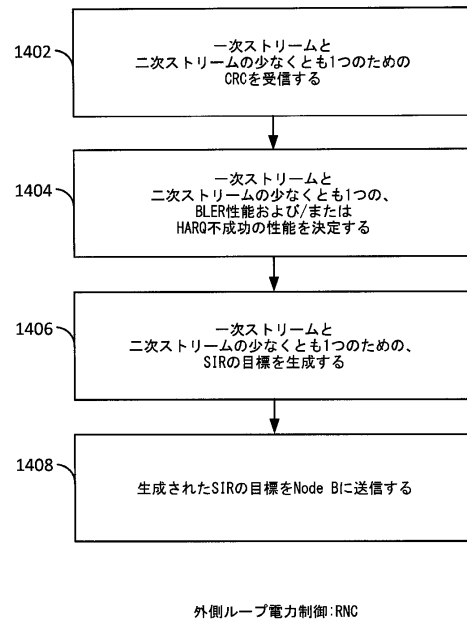 1402
一次ストリームと
二次ストリームの少なくとも1つのための
CRCを受信する
1404
一次ストリームと
二次ストリームの少なくとも1つの、
BLER性能および/または
HARQ不成功の性能を決定する
1406
一次ストリームと
二次ストリームの少なくとも1つのための、
SIRの目標を生成する
1408
生成されたSIRの目標をNode Bに送信する
外側ループ電力制御:RNC